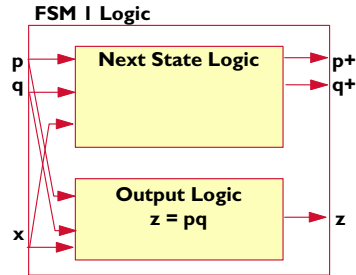 FSM 1 Logic
p
q
x
Next State Logic
p+
q+
Output Logic
z = pq
z